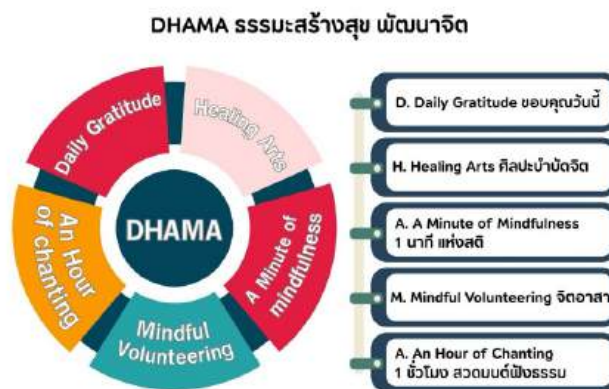 DHAMA ธรรมะสร้างสุข พัฒนาจิต
Daily Gratitude
Healing Arts
A Minute of
mindfulness
Mindful
Volunteering
An Hour
of chanting
DHAMA
D. Daily Gratitude ขอบคุณวันนี้
H. Healing Arts ศิลปะบำบัดจิต
A. A Minute of Mindfulness
1 นาที แห่งสติ
M. Mindful Volunteering จิตอาสา
A. An Hour of Chanting
1 ชั่วโมง สวดมนต์ฟังธรรม